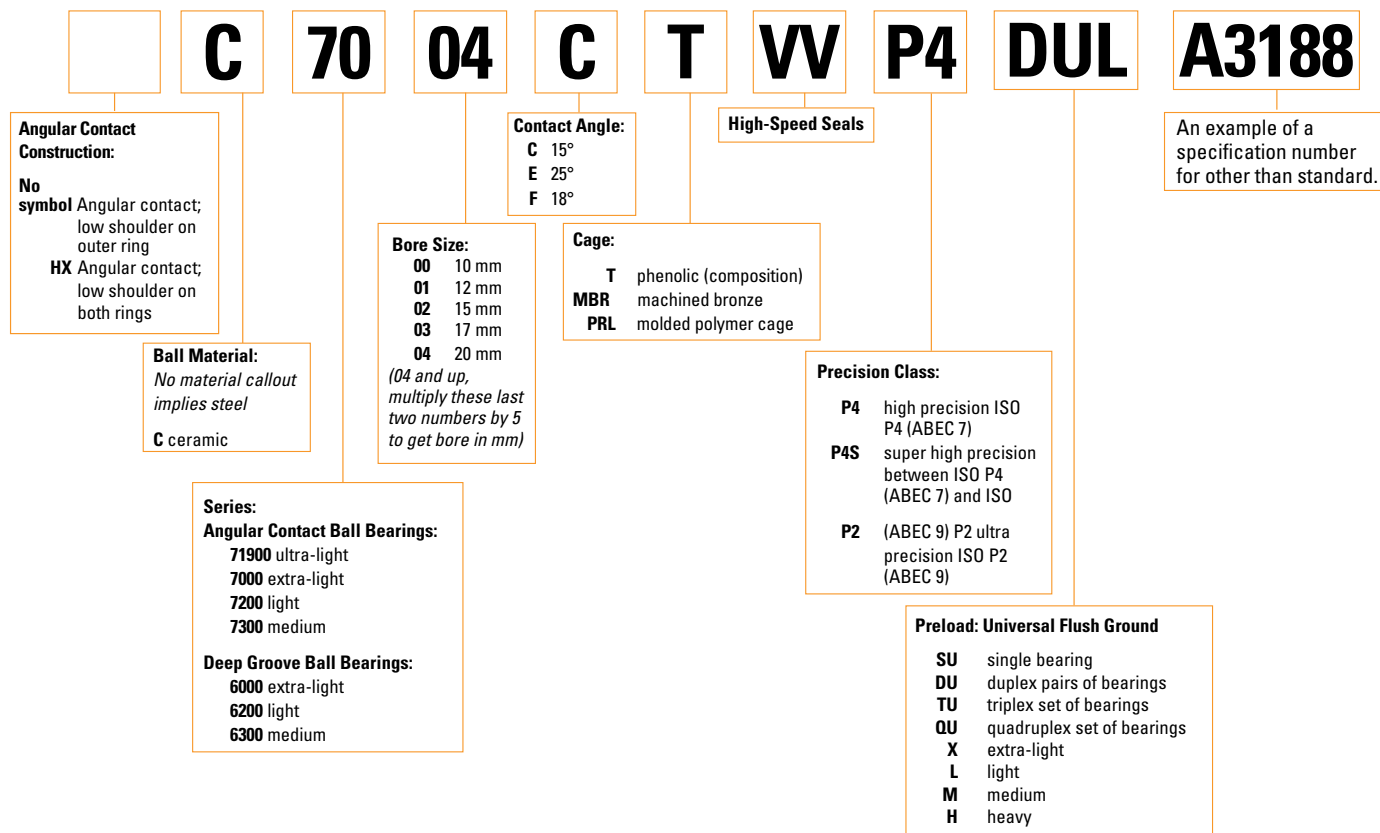 C 70 04 C T VV P4 DUL A3188
Angular Contact
Construction:
No
symbol Angular contact;
low shoulder on
outer ring
HX Angular contact;
low shoulder on
both rings
Ball Material:
No material callout
implies steel
C ceramic
Series:
Angular Contact Ball Bearings:
71900 ultra-light
7000 extra-light
7200 light
7300 medium
Deep Groove Ball Bearings:
6000 extra-light
6200 light
6300 medium
Bore Size:
00 10 mm
01 12 mm
02 15 mm
03 17 mm
04 20 mm
(04 and up,
multiply these last
two numbers by 5
to get bore in mm)
Contact Angle:
C 15°
E 25°
F 18°
Cage:
T phenolic (composition)
MBR machined bronze
PRL molded polymer cage
High-Speed Seals
Precision Class:
P4 high precision ISO
P4 (ABEC 7)
P4S super high precision
between ISO P4
(ABEC 7) and ISO
P2 (ABEC 9) P2 ultra
precision ISO P2
(ABEC 9)
Preload: Universal Flush Ground
SU single bearing
DU duplex pairs of bearings
TU triplex set of bearings
QU quadruplex set of bearings
X extra-light
L light
M medium
H heavy
An example of a
specification number
for other than standard.